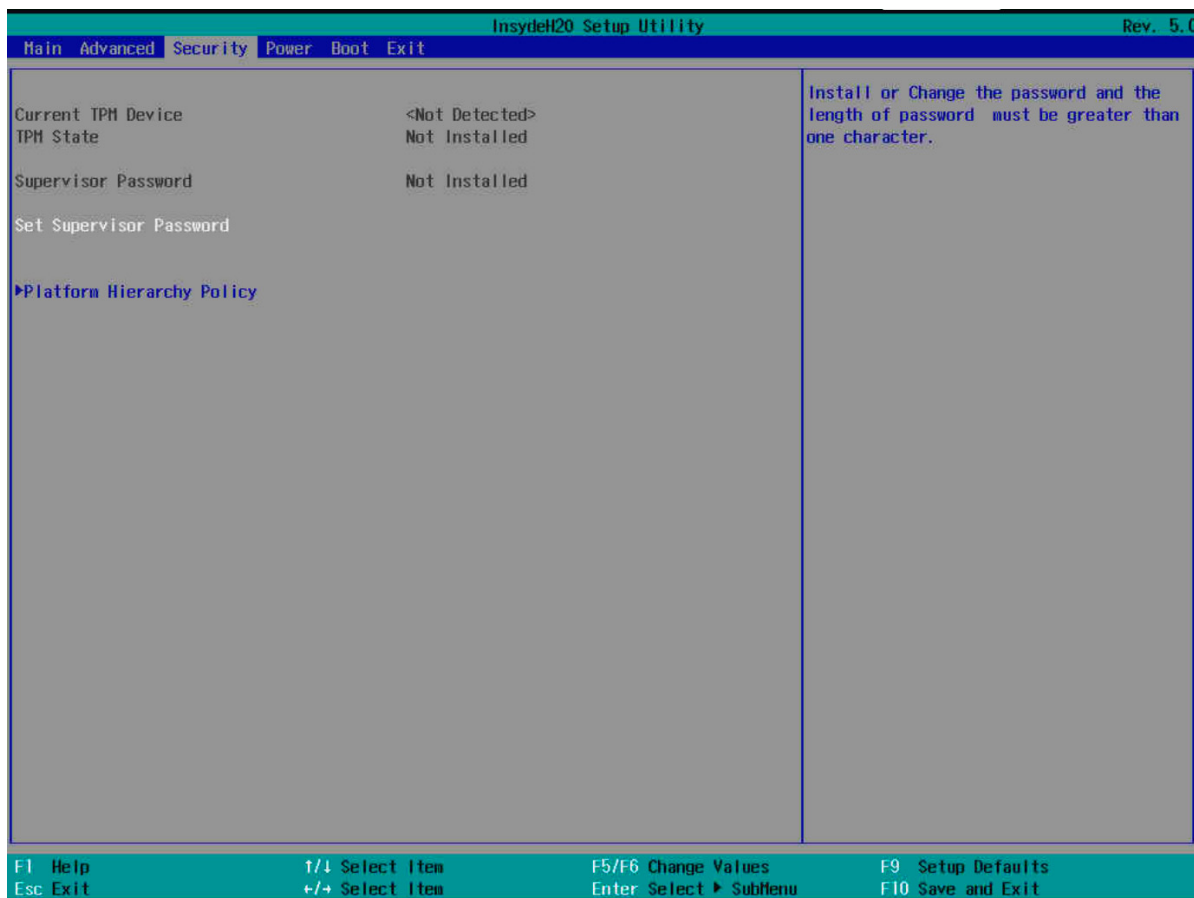 InsydeH20 Setup Utility Rev. 5.0
Main Advanced Security Power Boot Exit
Current TPM Device <Not Detected>
TPM State Not Installed
Supervisor Password Not Installed
Set Supervisor Password
▶Platform Hierarchy Policy
Install or Change the password and the
length of password must be greater than
one character.
F1 Help ↑/↓ Select Item F5/F6 Change Values F9 Setup Defaults
Esc Exit ←/→ Select Item Enter Select ▶ SubMenu F10 Save and Exit